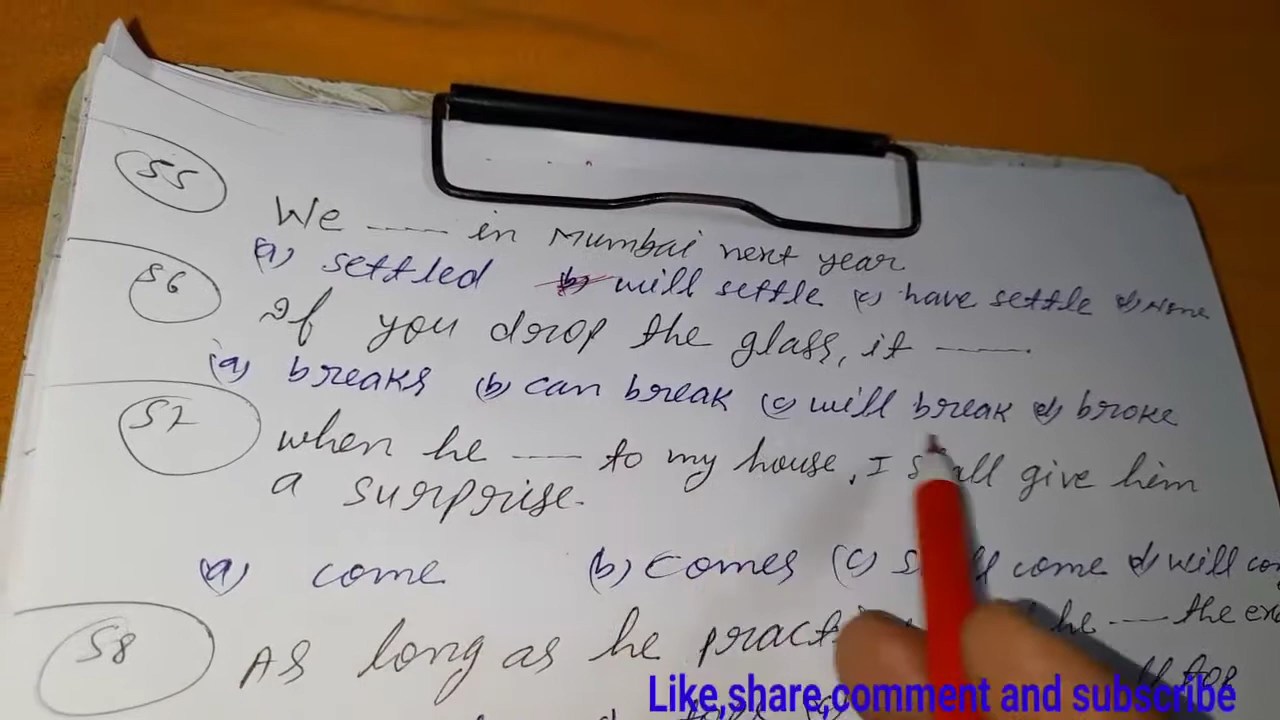 55
We ---- in Mumbai next year
(a) settled (b) will settle (c) have settle (d) None
56
If you drop the glass, it ----.
(a) breaks (b) can break (c) will break (d) broke
57
when he ---- to my house, I shall give him
a surprise.
(a) come (b) comes (c) come (d) will
58
As long as he he ---- the
Like,share,comment and subscribe